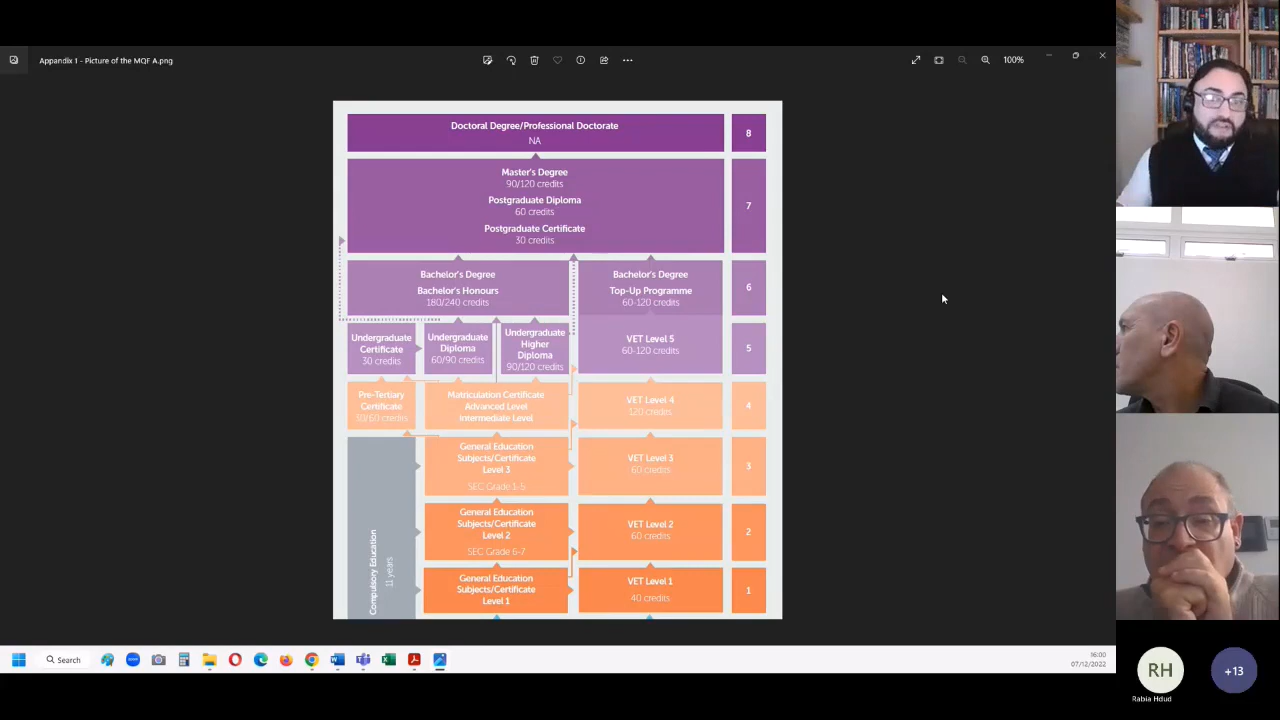 Appandix 1 - Picture of the MQF A.png
100%
Doctoral Degree/Professional Doctorate
NA
8
Master's Degree
90/120 credits
Postgraduate Diploma
60 credits
Postgraduate Certificate
30 credits
7
Bachelor's Degree
Bachelor's Honours
180/240 credits
Bachelor's Degree
Top-Up Programme
60-120 credits
6
Undergraduate
Certificate
30 credits
Undergraduate
Diploma
60/90 credits
Undergraduate
Higher
Diploma
90/120 credits
VET Level 5
60-120 credits
5
Pre-Tertiary
Certificate
30/60 credits
Matriculation Certificate
Advanced Level
Intermediate Level
VET Level 4
120 credits
4
General Education
Subjects/Certificate
Level 3
SEC Grade 1-5
VET Level 3
60 credits
3
General Education
Subjects/Certificate
Level 2
SEC Grade 6-7
VET Level 2
60 credits
2
Compulsory Education
11 years
General Education
Subjects/Certificate
Level 1
VET Level 1
40 credits
1
Search
16:00
07/12/2022
RH
Rabia Hdud
+13